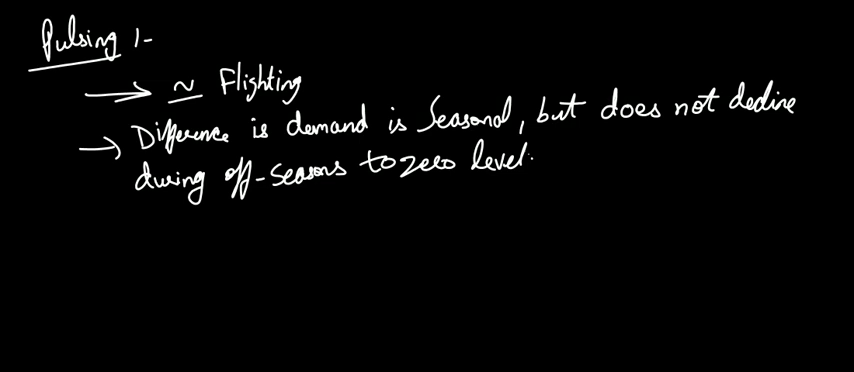 Pulsing :-
→ ~ Flighting
→ Difference is demand is Seasonal, but does not decline
during off-seasons to zero level.